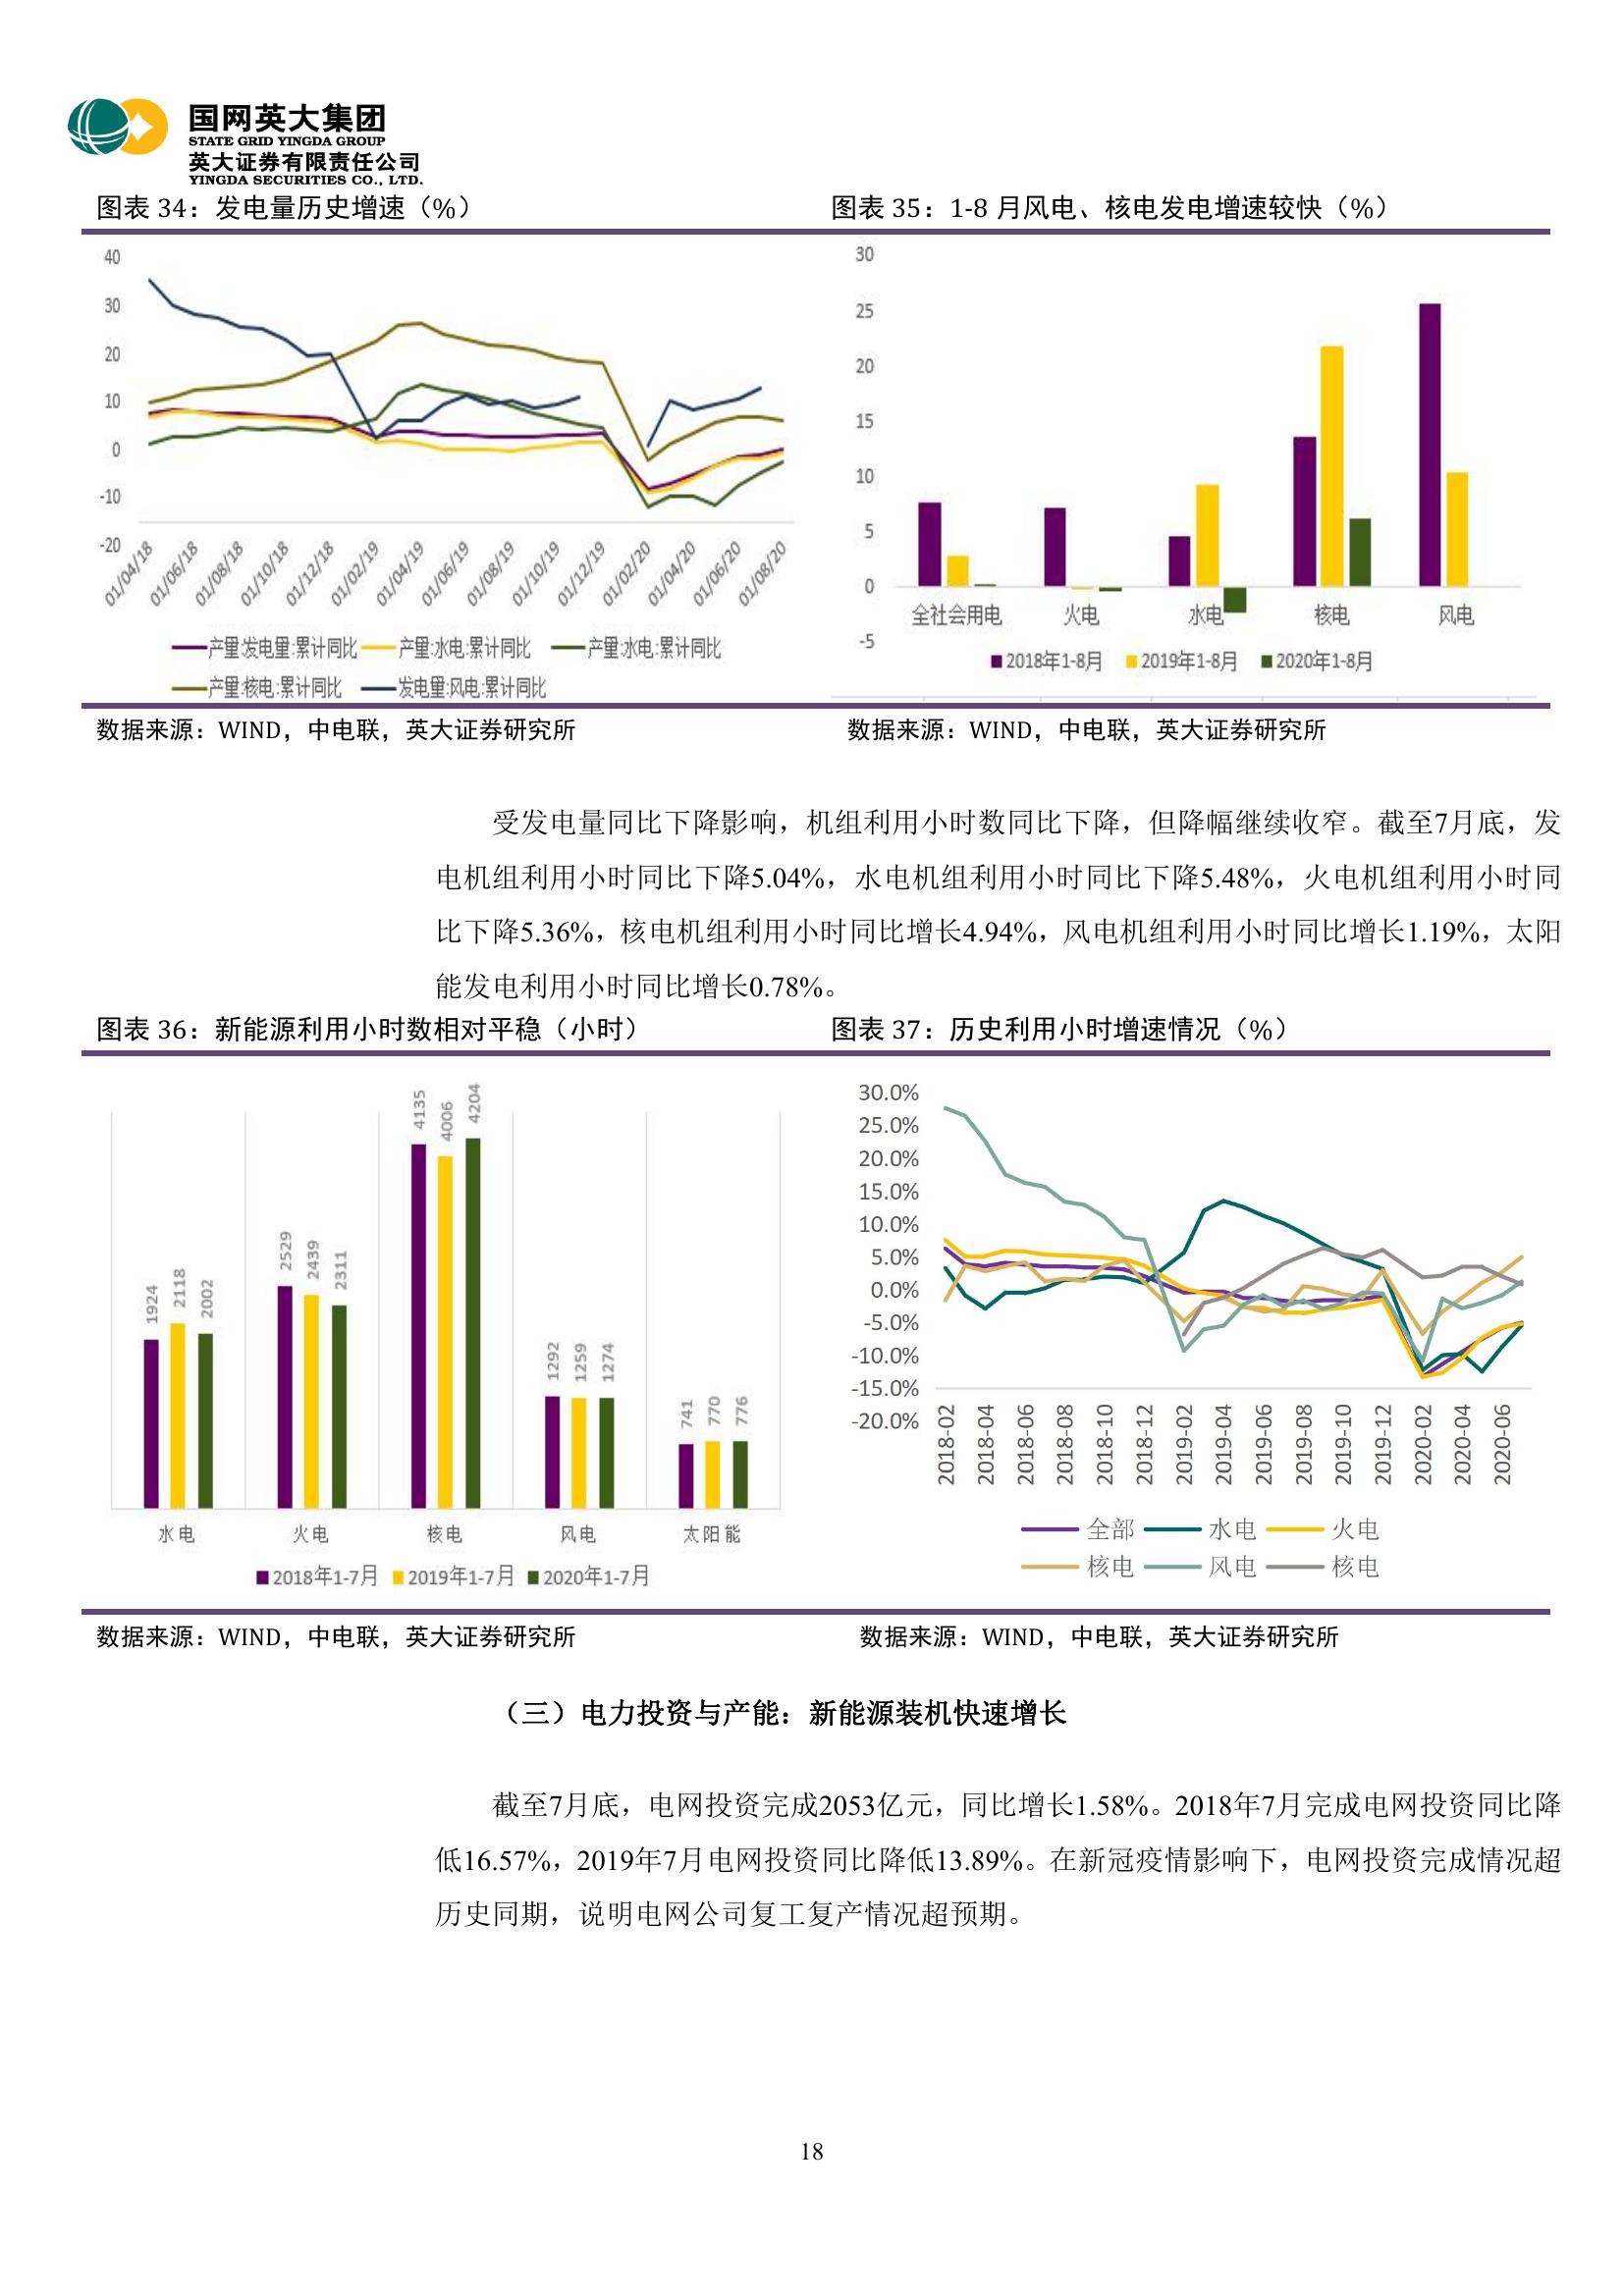 国网英大集团
STATE GRID YINGDA GROUP
英大证券有限责任公司
YINGDA SECURITIES CO., LTD.
图表 34：发电量历史增速（%）
40
30
20
10
0
-10
-20
01/04/18
01/06/18
01/08/18
01/10/18
01/12/18
01/02/19
01/04/19
01/06/19
01/08/19
01/10/19
01/12/19
01/02/20
01/04/20
01/06/20
01/08/20
产量:发电量:累计同比 产量:水电:累计同比 产量:水电:累计同比
产量:核电:累计同比 发电量:风电:累计同比
数据来源：WIND，中电联，英大证券研究所
图表 35：1-8 月风电、核电发电增速较快（%）
30
25
20
15
10
5
0
-5
全社会用电 火电 水电 核电 风电
2018年1-8月 2019年1-8月 2020年1-8月
数据来源：WIND，中电联，英大证券研究所
受发电量同比下降影响，机组利用小时数同比下降，但降幅继续收窄。截至7月底，发
电机组利用小时同比下降5.04%，水电机组利用小时同比下降5.48%，火电机组利用小时同
比下降5.36%，核电机组利用小时同比增长4.94%，风电机组利用小时同比增长1.19%，太阳
能发电利用小时同比增长0.78%。
图表 36：新能源利用小时数相对平稳（小时）
1924
2118
2002
2529
2439
2311
4135
4006
4204
1292
1259
1274
741
770
776
水电 火电 核电 风电 太阳能
2018年1-7月 2019年1-7月 2020年1-7月
数据来源：WIND，中电联，英大证券研究所
图表 37：历史利用小时增速情况（%）
30.0%
25.0%
20.0%
15.0%
10.0%
5.0%
0.0%
-5.0%
-10.0%
-15.0%
-20.0%
2018-02
2018-04
2018-06
2018-08
2018-10
2018-12
2019-02
2019-04
2019-06
2019-08
2019-10
2019-12
2020-02
2020-04
2020-06
全部 水电 火电
核电 风电 核电
数据来源：WIND，中电联，英大证券研究所
（三）电力投资与产能：新能源装机快速增长
截至7月底，电网投资完成2053亿元，同比增长1.58%。2018年7月完成电网投资同比降
低16.57%，2019年7月电网投资同比降低13.89%。在新冠疫情影响下，电网投资完成情况超
历史同期，说明电网公司复工复产情况超预期。
18